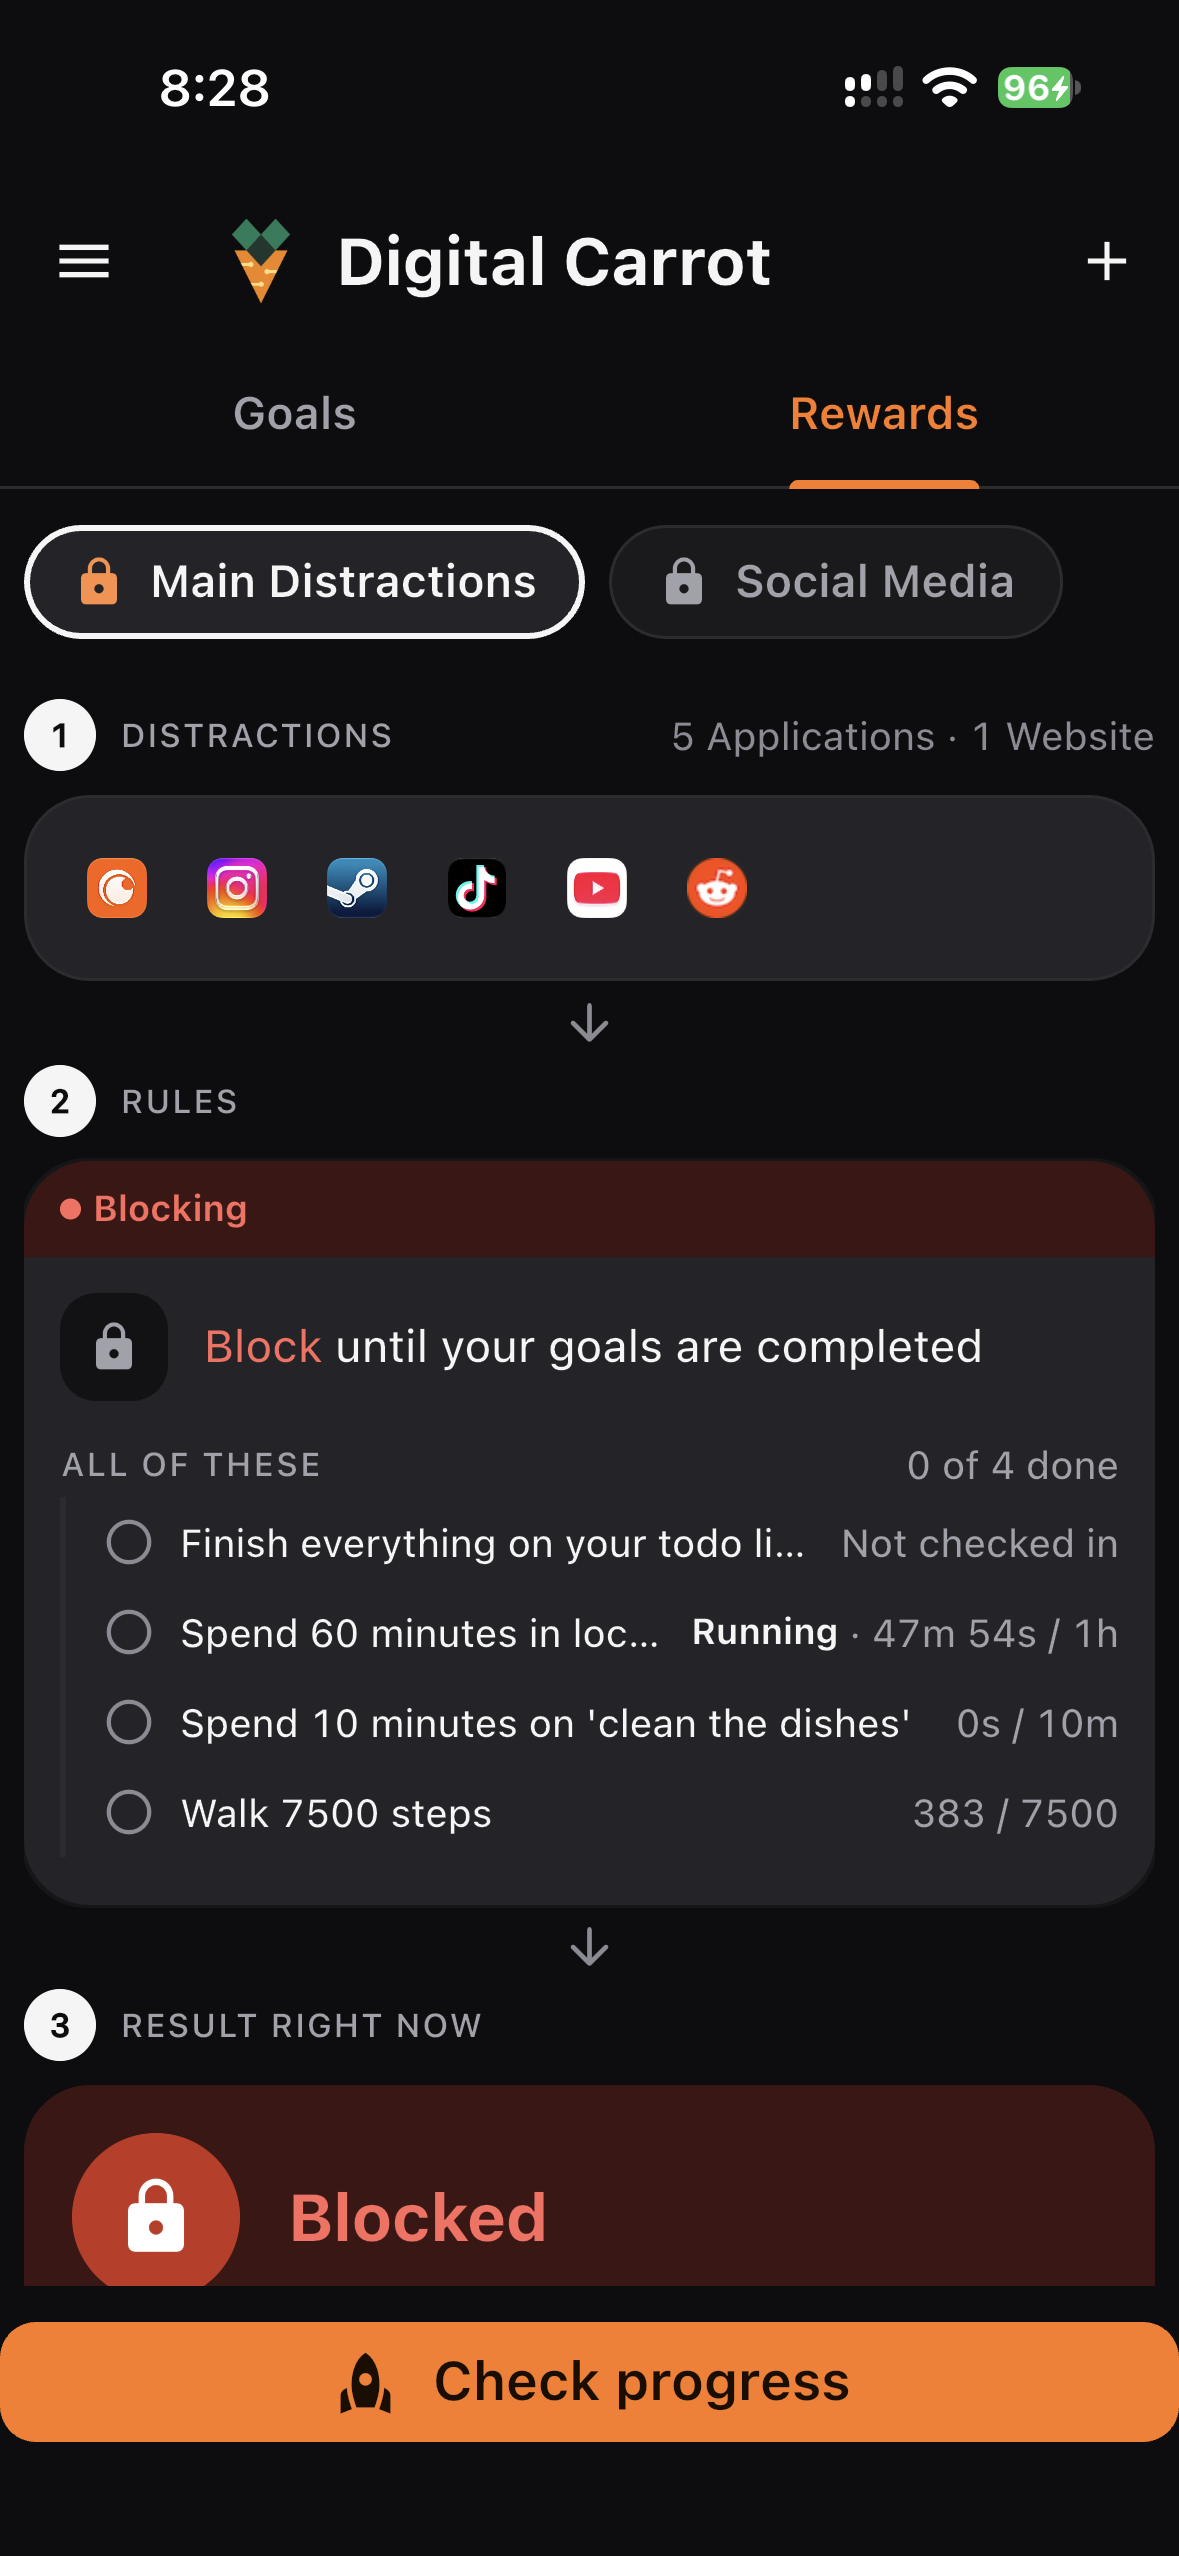 8:28
96
Digital Carrot
Goals
Rewards
Main Distractions
Social Media
1 DISTRACTIONS 5 Applications · 1 Website
2 RULES
Blocking
Block until your goals are completed
ALL OF THESE 0 of 4 done
Finish everything on your todo li... Not checked in
Spend 60 minutes in loc... Running · 47m 54s / 1h
Spend 10 minutes on 'clean the dishes' 0s / 10m
Walk 7500 steps 383 / 7500
3 RESULT RIGHT NOW
Blocked
Check progress